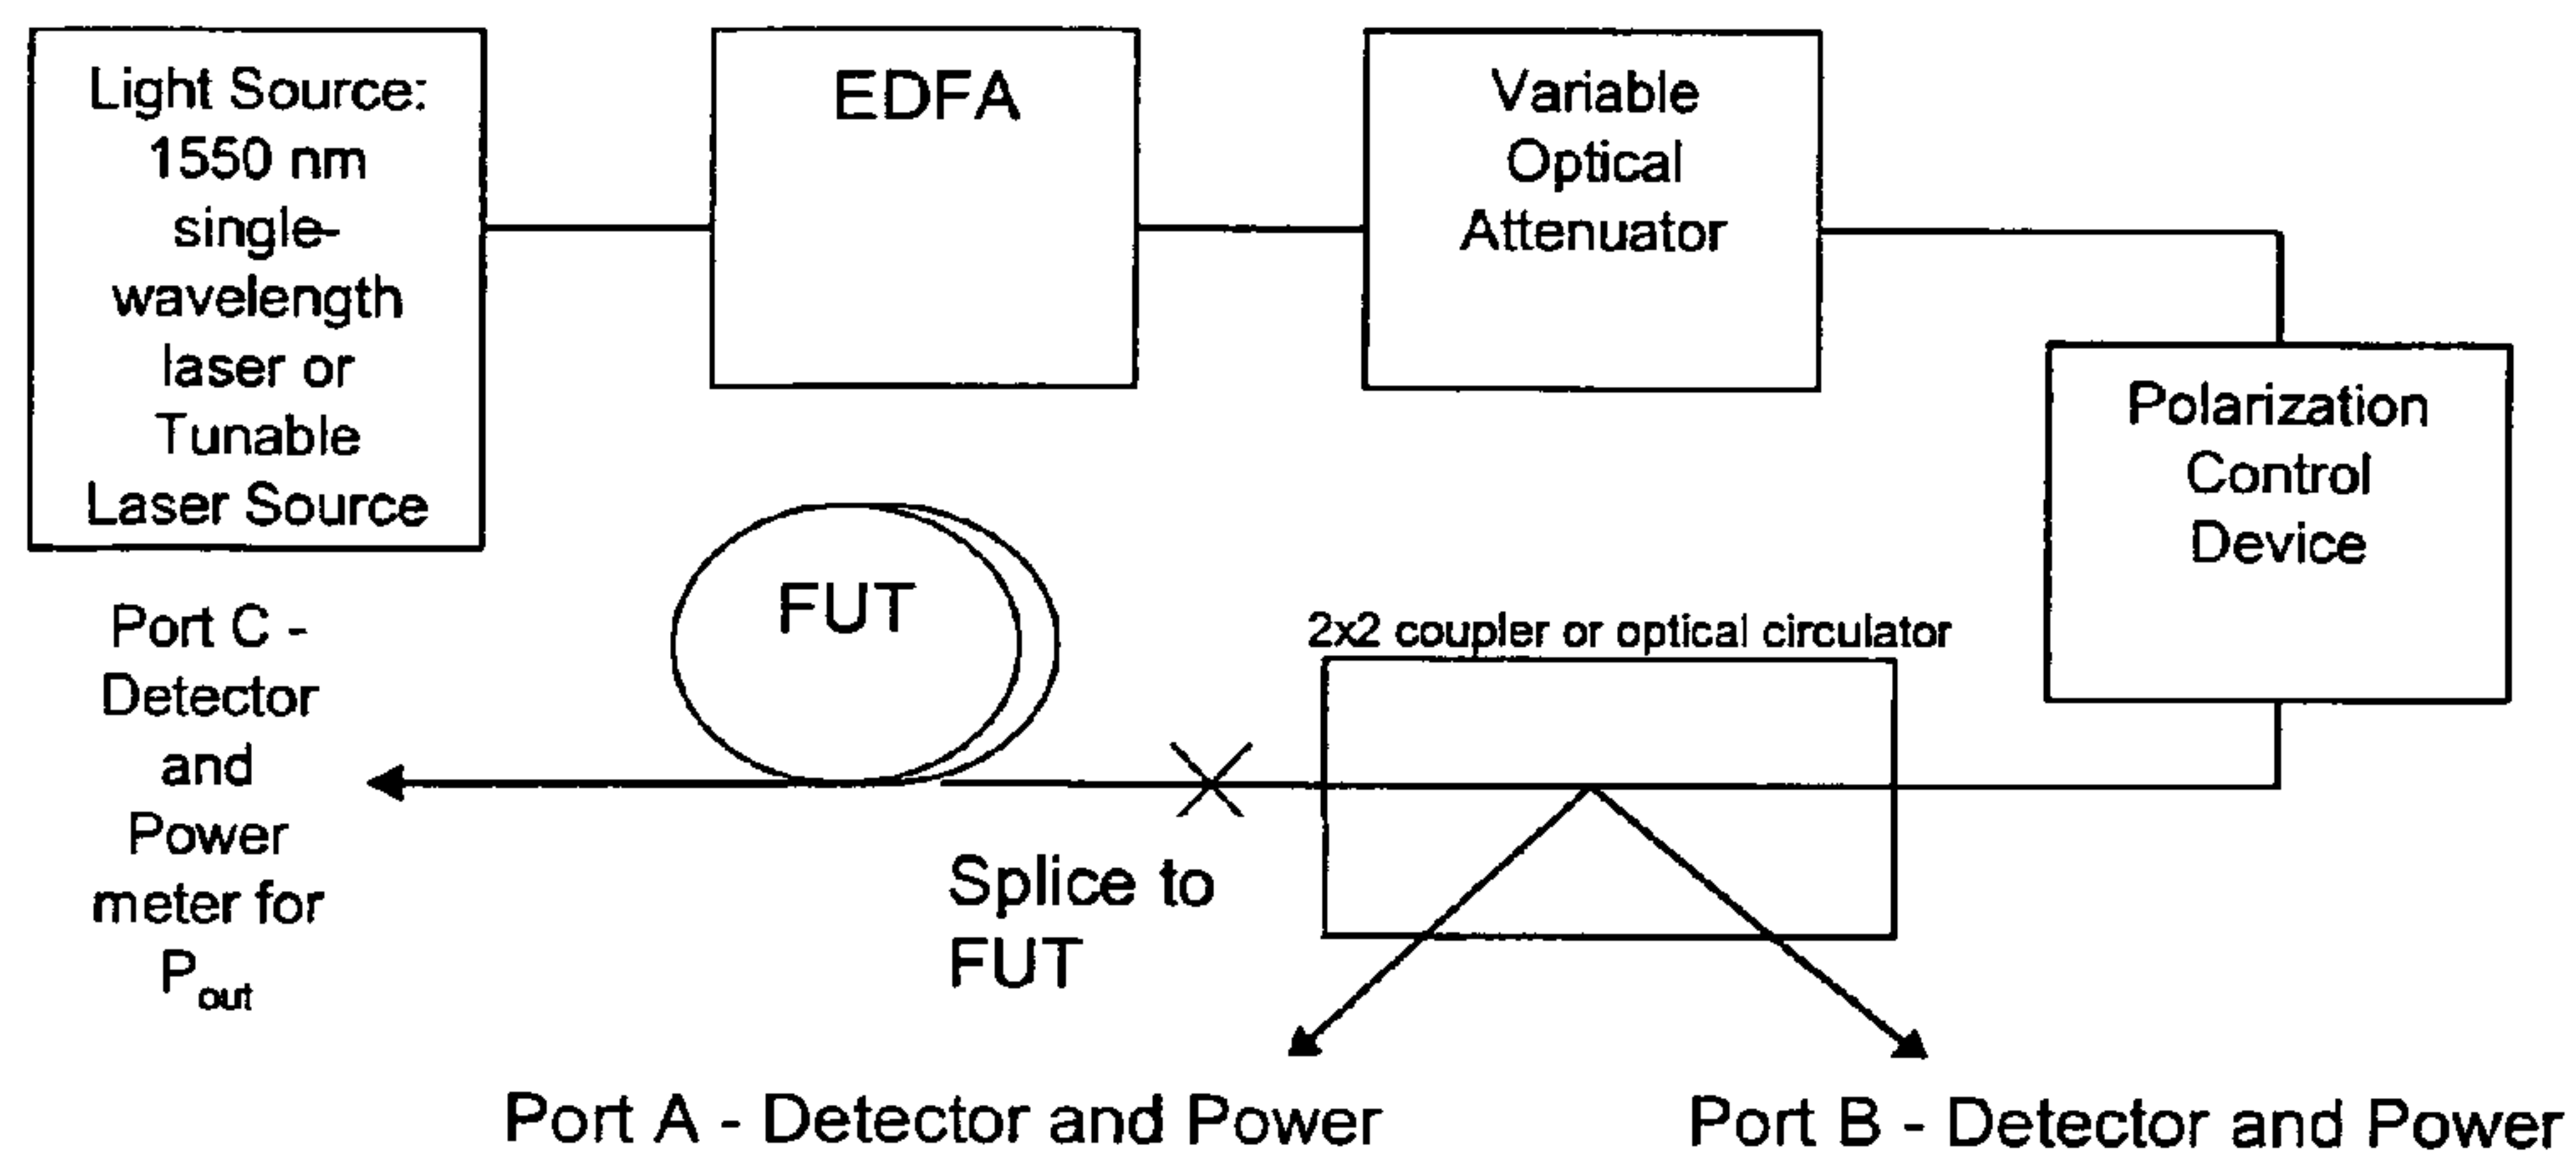 Light Source:
1550 nm
single-
wavelength
laser or
Tunable
Laser Source
EDFA
Variable
Optical
Attenuator
Polarization
Control
Device
FUT
2x2 coupler or optical circulator
Port C -
Detector
and
Power
meter for
Pout
Splice to
FUT
Port A - Detector and Power
Port B - Detector and Power